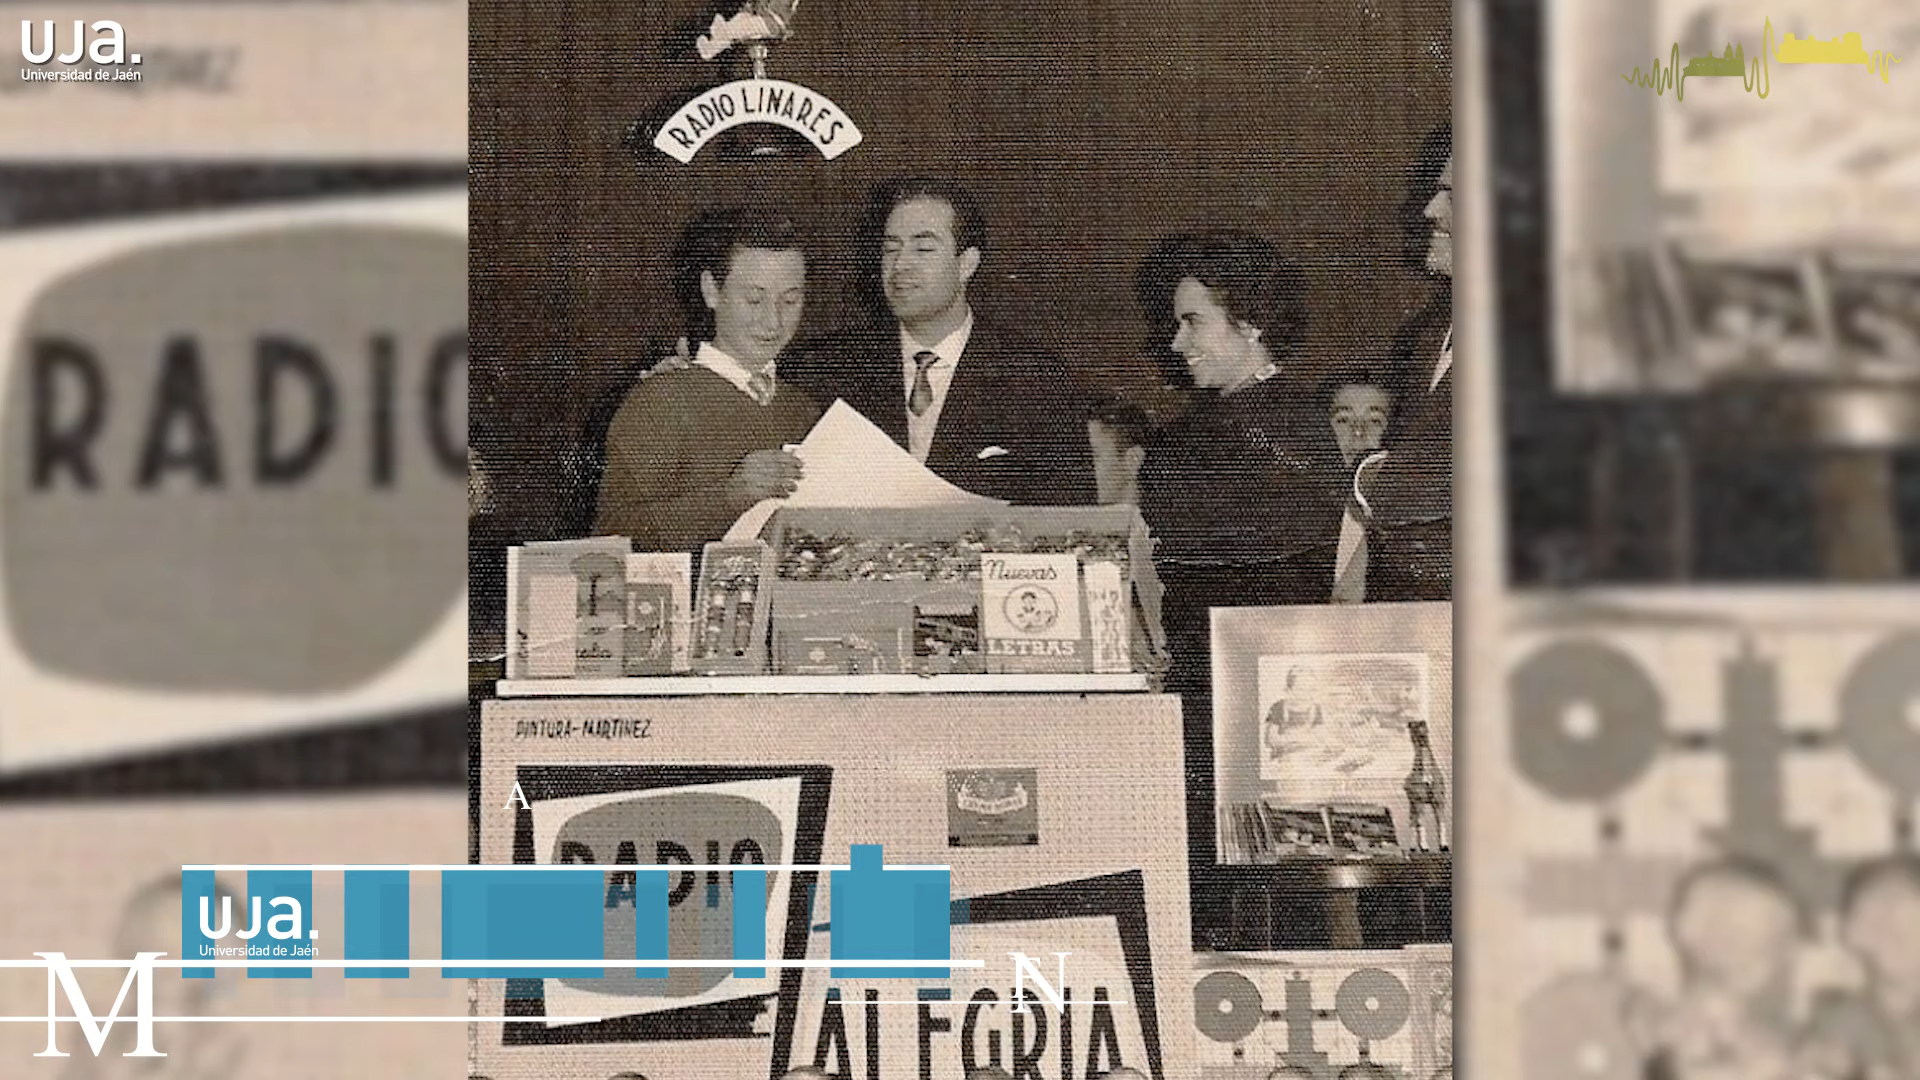 uja.
Universidad de Jaén
RADIO LINARES
RADIO
Nuevas
LETRAS
PINTURA-MARTINEZ
A
RADIO
uja.
Universidad de Jaén
M
N
ALEGRIA